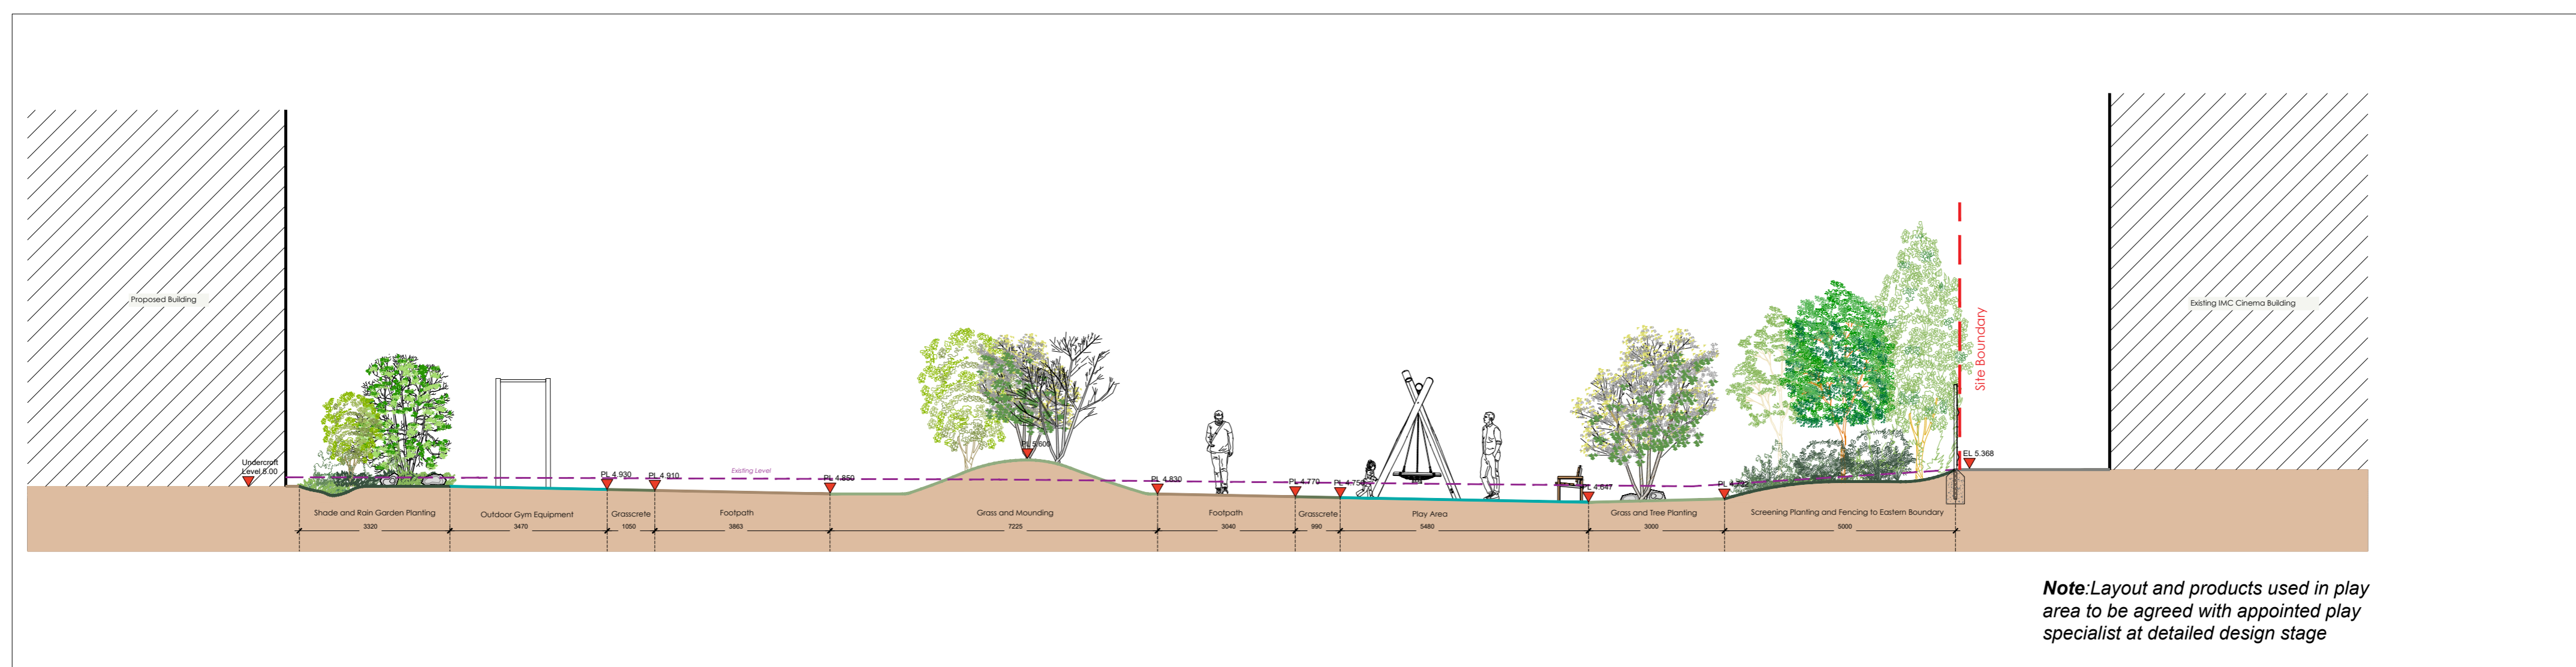 Proposed Building
Existing IMC Cinema Building
Site Boundary
Undercroft
Level 5.00
PL 4.930
PL 4.910
Existing Level
PL 4.850
PL 5.600
PL 4.830
PL 4.770
PL 4.750
PL 4.647
EL 5.368
Shade and Rain Garden Planting
3320
Outdoor Gym Equipment
3470
Grasscrete
1050
Footpath
3863
Grass and Mounding
7225
Footpath
3040
Grasscrete
990
Play Area
5480
Grass and Tree Planting
3000
Screening Planting and Fencing to Eastern Boundary
5000
Note:Layout and products used in play
area to be agreed with appointed play
specialist at detailed design stage